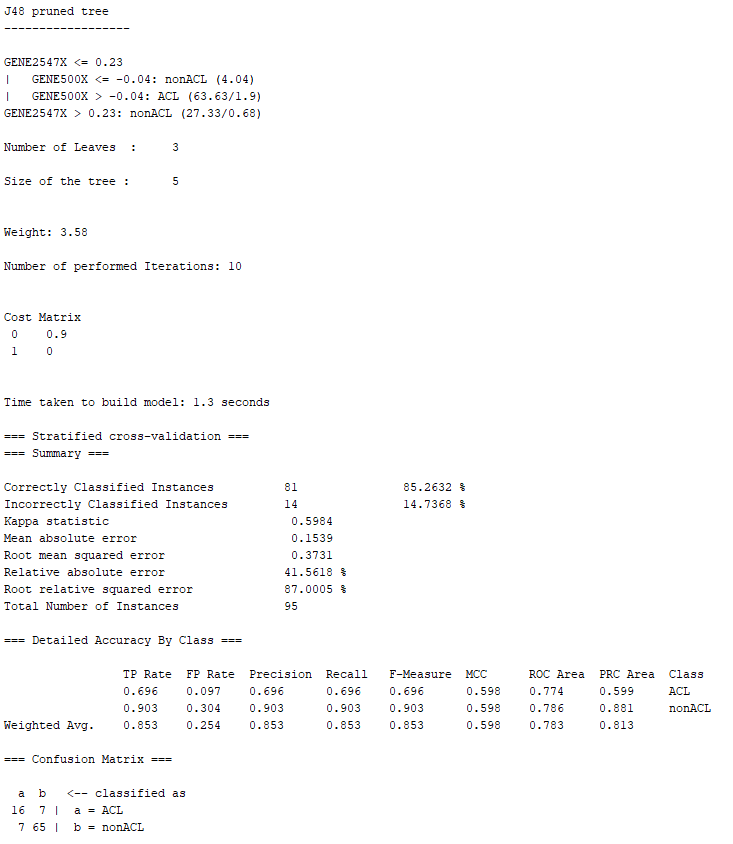 J48 pruned tree
------------------
GENE2547X <= 0.23
|   GENE500X <= -0.04: nonACL (4.04)
|   GENE500X > -0.04: ACL (63.63/1.9)
GENE2547X > 0.23: nonACL (27.33/0.68)
Number of Leaves  :     3
Size of the tree :      5
Weight: 3.58
Number of performed Iterations: 10
Cost Matrix
0    0.9
1    0
Time taken to build model: 1.3 seconds
=== Stratified cross-validation ===
=== Summary ===
Correctly Classified Instances          81               85.2632 %
Incorrectly Classified Instances        14               14.7368 %
Kappa statistic                          0.5984
Mean absolute error                      0.1539
Root mean squared error                  0.3731
Relative absolute error                 41.5618 %
Root relative squared error             87.0005 %
Total Number of Instances               95
=== Detailed Accuracy By Class ===
TP Rate  FP Rate  Precision  Recall   F-Measure  MCC      ROC Area  PRC Area  Class
0.696    0.097    0.696      0.696    0.696      0.598    0.774     0.599     ACL
0.903    0.304    0.903      0.903    0.903      0.598    0.786     0.881     nonACL
Weighted Avg.    0.853    0.254    0.853      0.853    0.853      0.598    0.783     0.813
=== Confusion Matrix ===
a  b   <-- classified as
16  7 |  a = ACL
7 65 |  b = nonACL